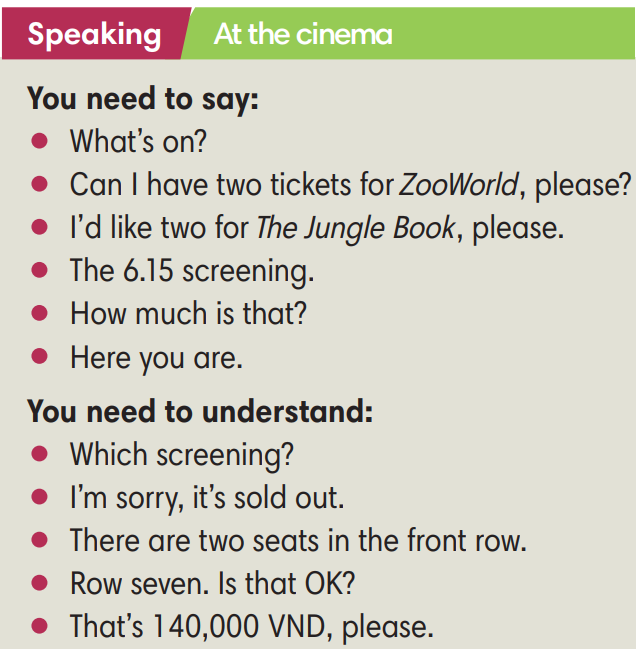 Speaking At the cinema
You need to say:
● What's on?
● Can I have two tickets for ZooWorld, please?
● I'd like two for The Jungle Book, please.
● The 6.15 screening.
● How much is that?
● Here you are.
You need to understand:
● Which screening?
● I'm sorry, it's sold out.
● There are two seats in the front row.
● Row seven. Is that OK?
● That's 140,000 VND, please.